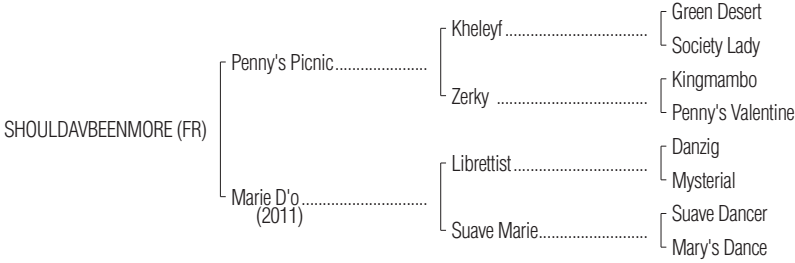 Green Desert
Kheleyf ................................
Society Lady
Penny's Picnic.....................
Kingmambo
Zerky ..................................
Penny's Valentine
SHOULDAVBEENMORE (FR)
Danzig
Librettist..............................
Mysterial
Marie D'o............................
(2011)
Suave Dancer
Suave Marie........................
Mary's Dance